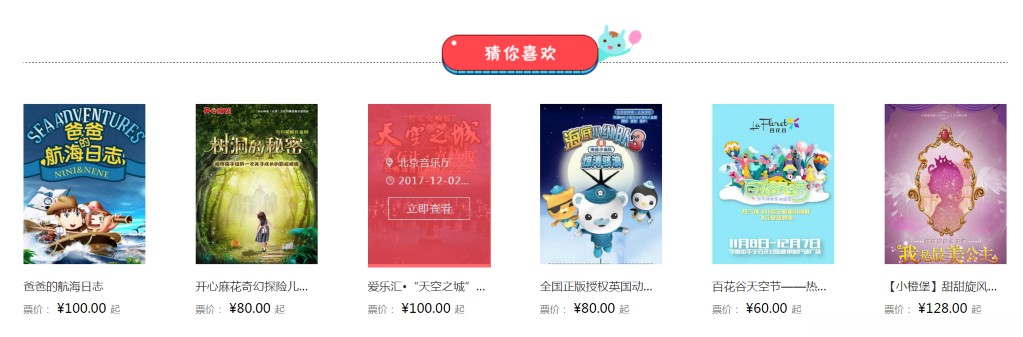 猜你喜欢
SEA ADVENTURES
爸爸的
航海日志
NINI&NENE
开心麻花
树洞的秘密
天空之城
北京音乐厅
2017-12-02...
立即查看
海底小纵队3
惊涛骇浪
La Floret
百花谷
11月8日-12月7日
我是最美公主
爸爸的航海日志
票价： ¥100.00 起
开心麻花奇幻探险儿...
票价： ¥80.00 起
爱乐汇•“天空之城”...
票价： ¥100.00 起
全国正版授权英国动...
票价： ¥80.00 起
百花谷天空节——热...
票价： ¥60.00 起
【小橙堡】甜甜旋风...
票价： ¥128.00 起